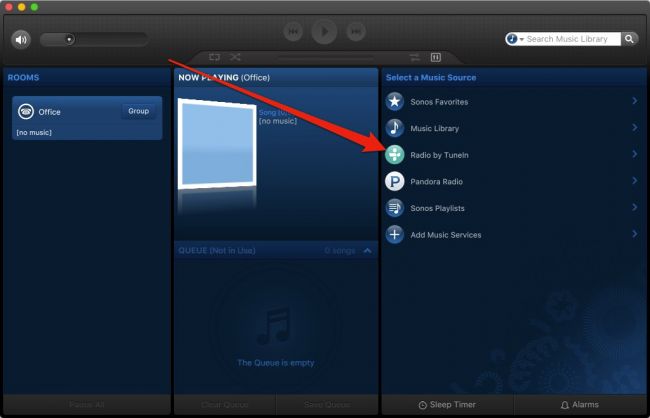 Search Music Library
ROOMS
Office
Group
[no music]
NOW PLAYING (Office)
[no music]
QUEUE (Not in Use)
0 songs
The Queue is empty
Select a Music Source
Sonos Favorites
Music Library
Radio by TuneIn
Pandora Radio
Sonos Playlists
Add Music Services
Pause All
Clear Queue
Save Queue
Sleep Timer
Alarms